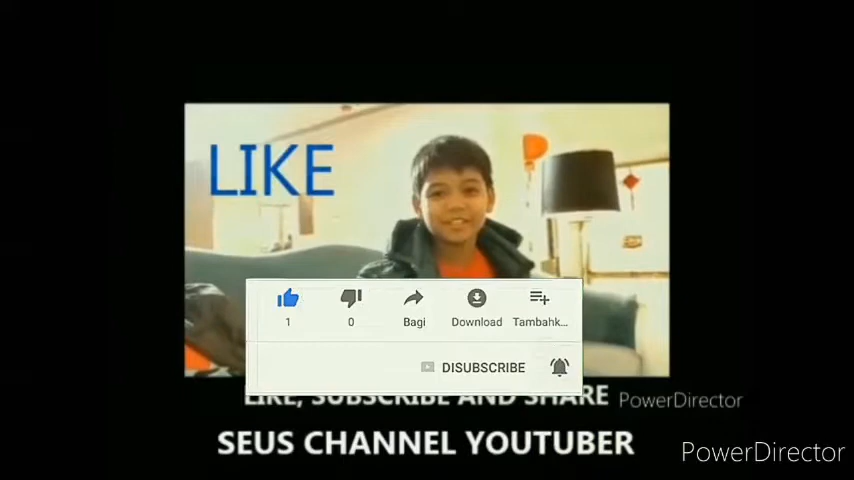 LIKE
1 0 Bagi Download Tambahk...
DISUBSCRIBE
LIKE, SUBSCRIBE AND SHARE
PowerDirector
SEUS CHANNEL YOUTUBER
PowerDirector